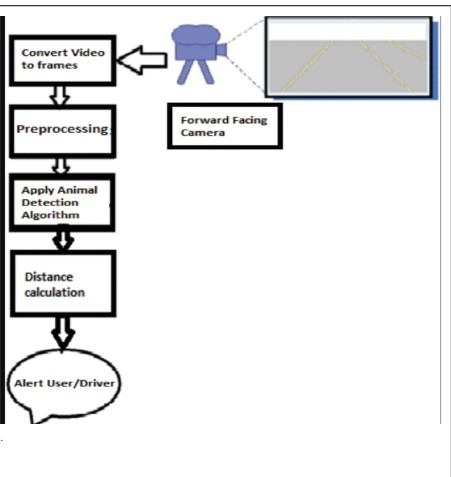 Convert Video
to frames
Forward Facing
Camera
Preprocessing
Apply Animal
Detection
Algorithm
Distance
calculation
Alert User/Driver